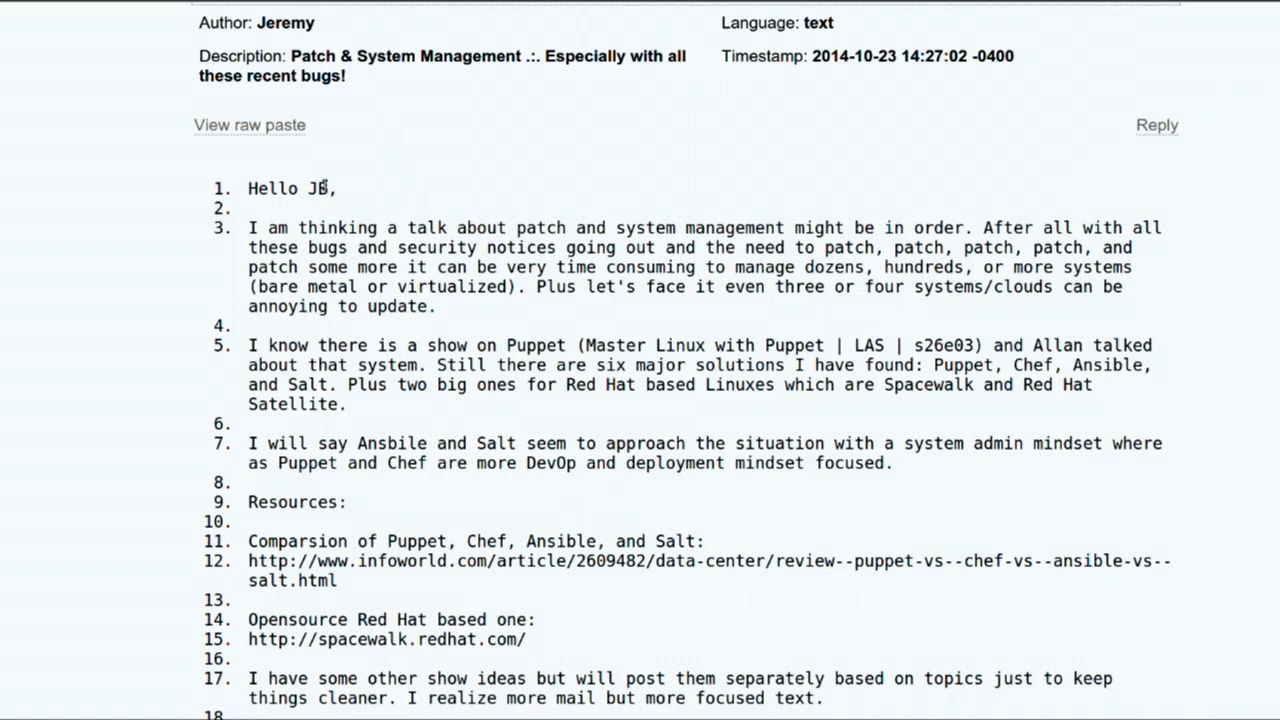 Author: Jeremy
Language: text
Description: Patch & System Management .:. Especially with all
these recent bugs!
Timestamp: 2014-10-23 14:27:02 -0400
View raw paste
Reply
1. Hello JB,
2.
3. I am thinking a talk about patch and system management might be in order. After all with all
these bugs and security notices going out and the need to patch, patch, patch, patch, and
patch some more it can be very time consuming to manage dozens, hundreds, or more systems
(bare metal or virtualized). Plus let's face it even three or four systems/clouds can be
annoying to update.
4.
5. I know there is a show on Puppet (Master Linux with Puppet | LAS | s26e03) and Allan talked
about that system. Still there are six major solutions I have found: Puppet, Chef, Ansible,
and Salt. Plus two big ones for Red Hat based Linuxes which are Spacewalk and Red Hat
Satellite.
6.
7. I will say Ansbile and Salt seem to approach the situation with a system admin mindset where
as Puppet and Chef are more DevOp and deployment mindset focused.
8.
9. Resources:
10.
11. Comparsion of Puppet, Chef, Ansible, and Salt:
12. http://www.infoworld.com/article/2609482/data-center/review--puppet-vs--chef-vs--ansible-vs--
salt.html
13.
14. Opensource Red Hat based one:
15. http://spacewalk.redhat.com/
16.
17. I have some other show ideas but will post them separately based on topics just to keep
things cleaner. I realize more mail but more focused text.
18.